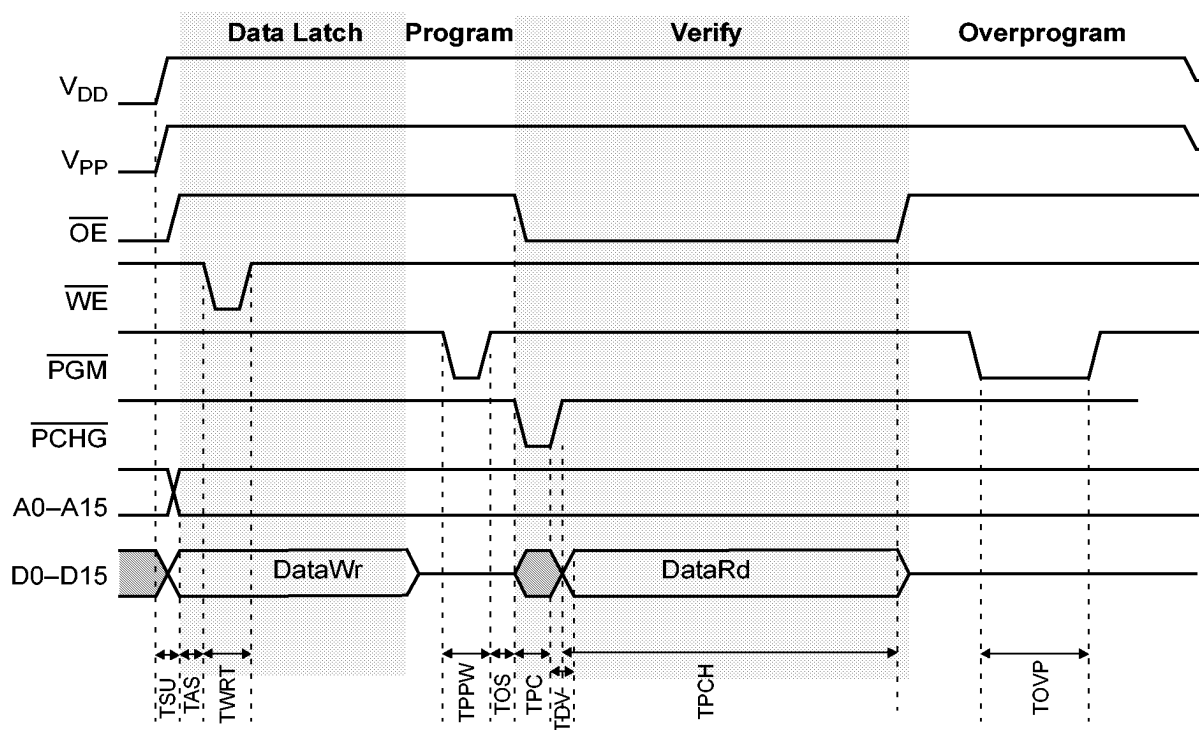 Data Latch Program Verify Overprogram
VDD
VPP
OE
WE
PGM
PCHG
A0–A15
D0–D15 DataWr DataRd
TSU TAS TWRT TPPW TOS TPC TDV TPCH TOVP